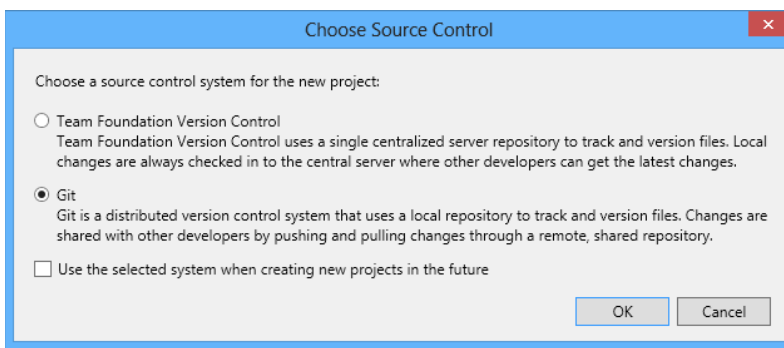 Choose Source Control
Choose a source control system for the new project:
Team Foundation Version Control
Team Foundation Version Control uses a single centralized server repository to track and version files. Local
changes are always checked in to the central server where other developers can get the latest changes.
Git
Git is a distributed version control system that uses a local repository to track and version files. Changes are
shared with other developers by pushing and pulling changes through a remote, shared repository.
Use the selected system when creating new projects in the future
OK Cancel